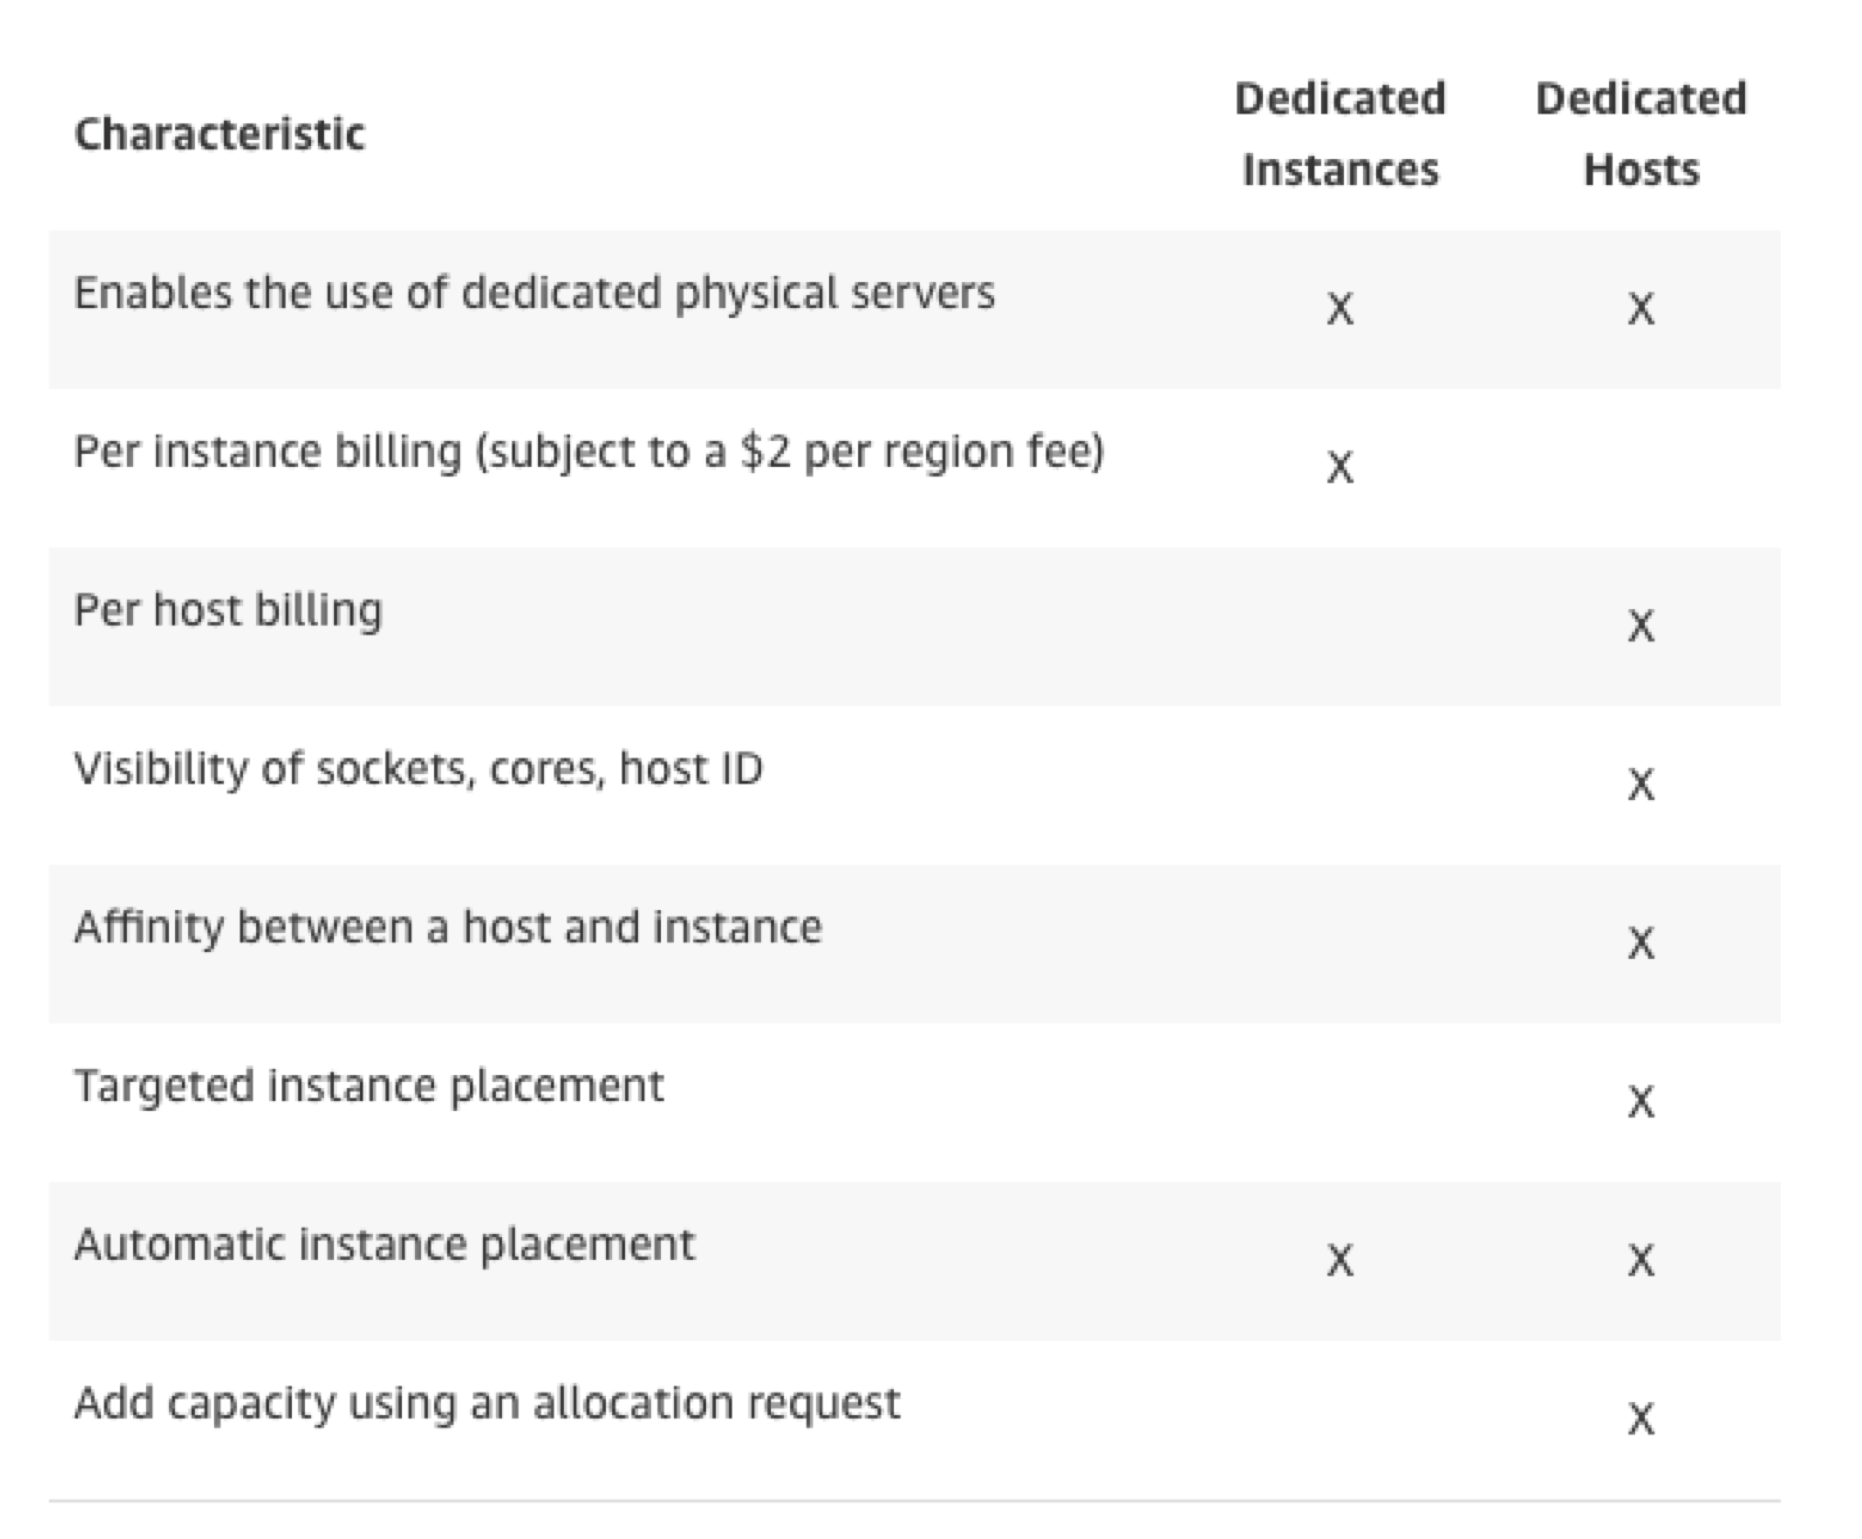 Characteristic Dedicated Instances Dedicated Hosts
Enables the use of dedicated physical servers X X
Per instance billing (subject to a $2 per region fee) X
Per host billing X
Visibility of sockets, cores, host ID X
Affinity between a host and instance X
Targeted instance placement X
Automatic instance placement X X
Add capacity using an allocation request X